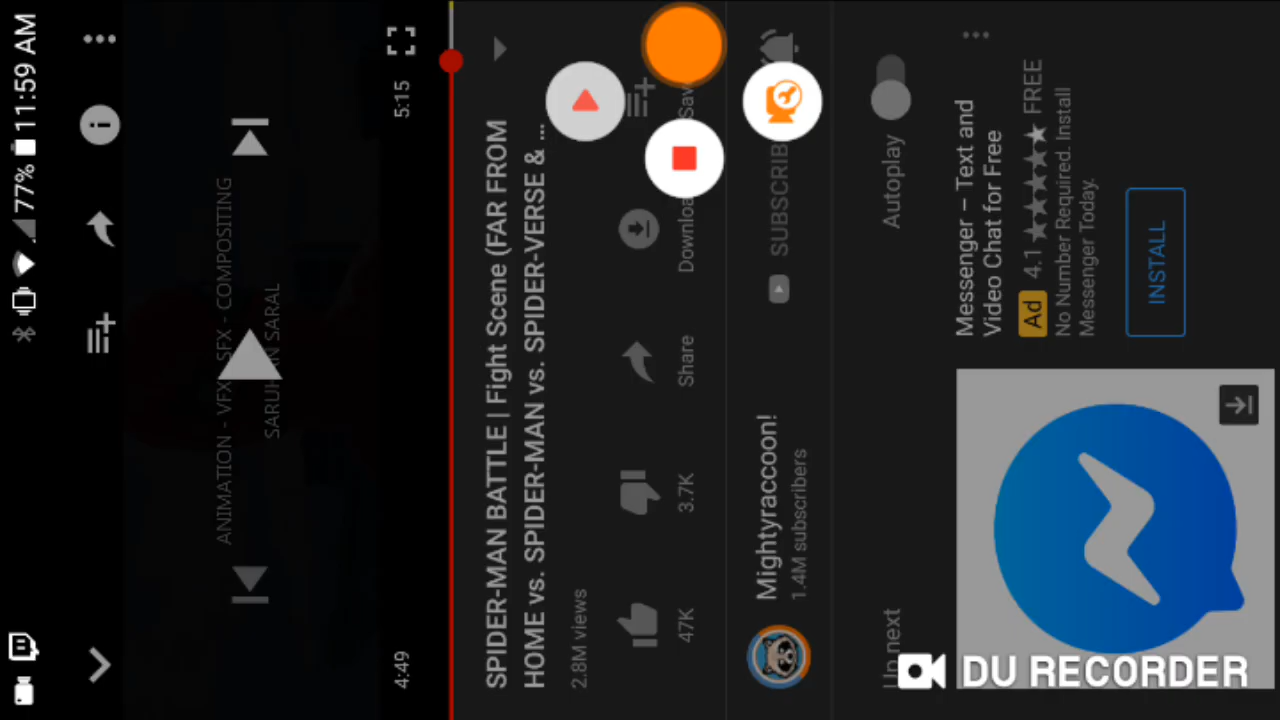 77% 11:59 AM
ANIMATION - VFX - SFX - COMPOSITING
SARUHAN SARAL
4:49
5:15
SPIDER-MAN BATTLE | Fight Scene (FAR FROM
HOME vs. SPIDER-MAN vs. SPIDER-VERSE & ...
2.8M views
47K
3.7K
Share
Downloa
Sav
Mightyraccoon!
1.4M subscribers
SUBSCRIB
Up next
Autoplay
Messenger – Text and
Video Chat for Free
Ad 4.1 ★★★★★ FREE
No Number Required. Install
Messenger Today.
INSTALL
DU RECORDER